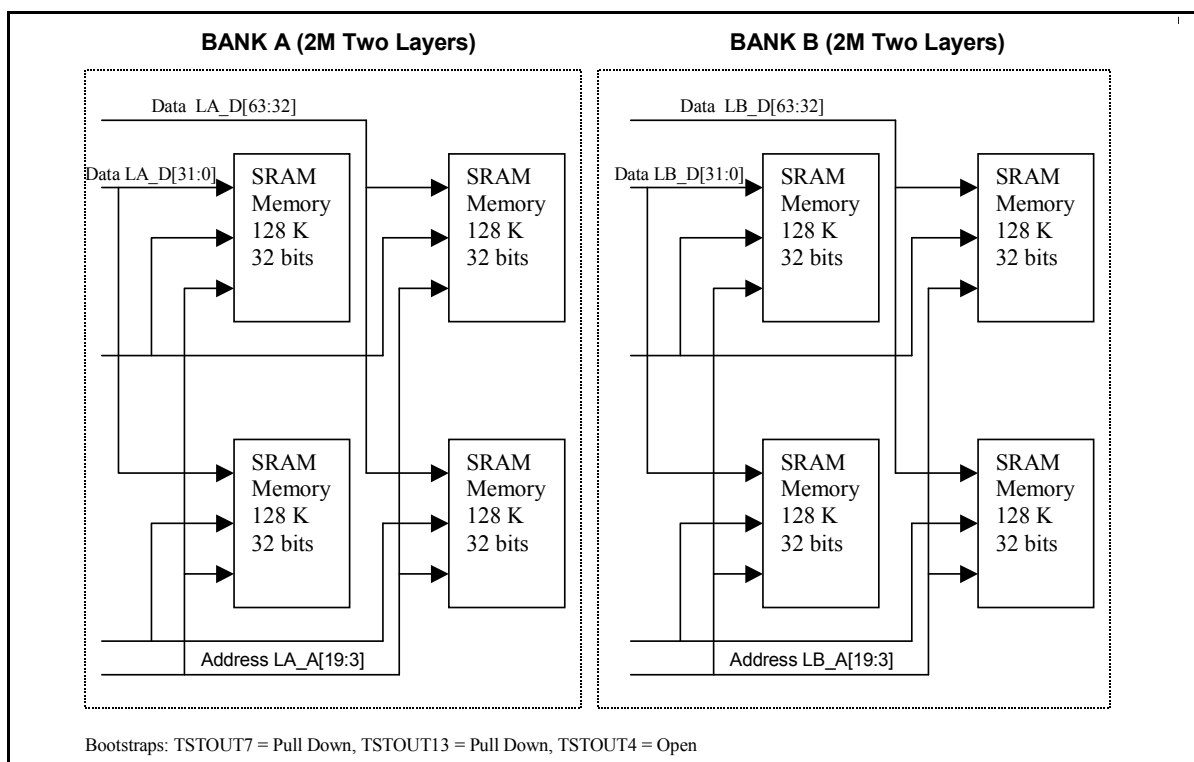 BANK A (2M Two Layers)
BANK B (2M Two Layers)
Data LA_D[63:32]
Data LB_D[63:32]
Data LA_D[31:0]
SRAM
Memory
128 K
32 bits
SRAM
Memory
128 K
32 bits
Data LB_D[31:0]
SRAM
Memory
128 K
32 bits
SRAM
Memory
128 K
32 bits
SRAM
Memory
128 K
32 bits
SRAM
Memory
128 K
32 bits
SRAM
Memory
128 K
32 bits
SRAM
Memory
128 K
32 bits
Address LA_A[19:3]
Address LB_A[19:3]
Bootstraps: TSTOUT7 = Pull Down, TSTOUT13 = Pull Down, TSTOUT4 = Open